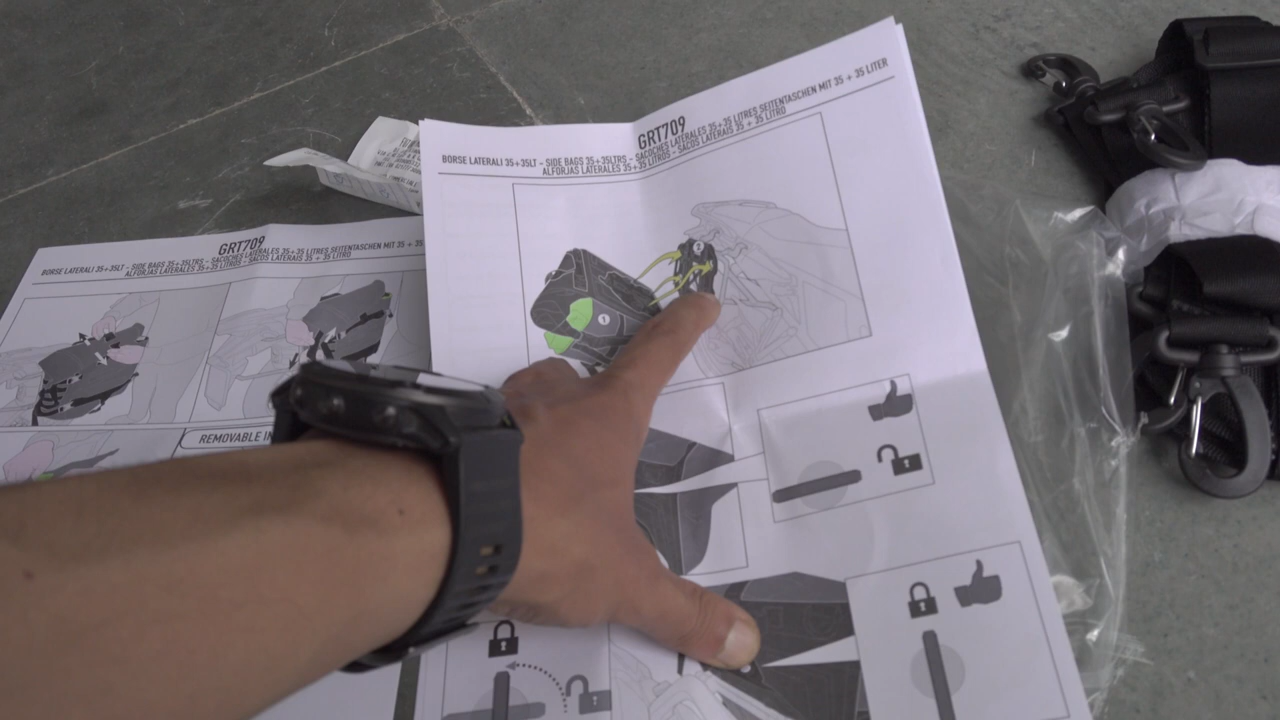 GRT709
BORSE LATERALI 35+35LT - SIDE BAGS 35+35LTRS - SACOCHES LATERALES 35+35 LITRES SEITENTASCHEN MIT 35 + 35 LITER
ALFORJAS LATERALES 35+35 LITROS - SACOS LATERAIS 35 + 35 LITRO
1
2
GRT709
BORSE LATERALI 35+35LT - SIDE BAGS 35+35LTRS - SACOCHES LATERALES 35+35 LITRES SEITENTASCHEN MIT 35 + 35
ALFORJAS LATERALES 35+35 LITROS - SACOS LATERAIS 35 + 35 LITRO
REMOVABLE